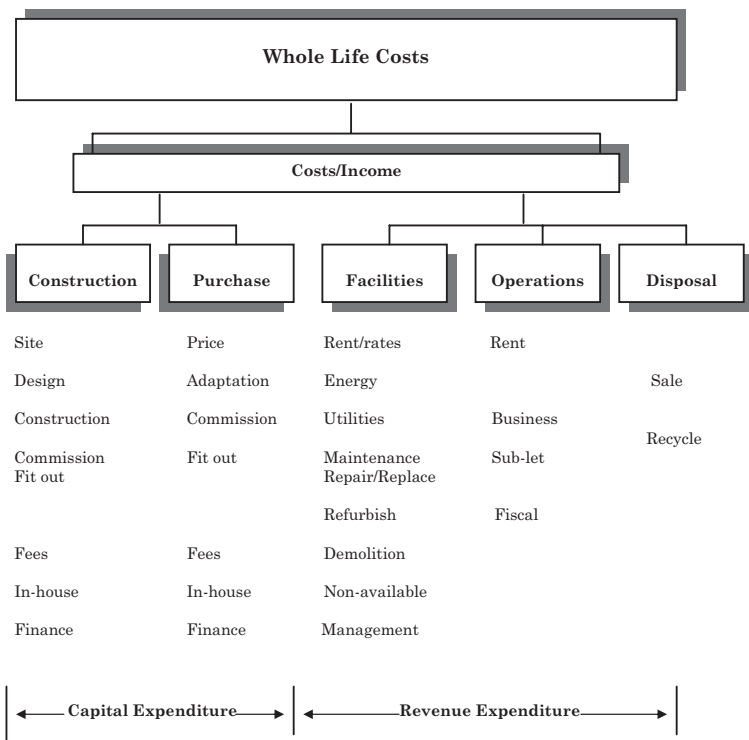 Whole Life Costs
Costs/Income
Construction
Purchase
Facilities
Operations
Disposal
Site
Price
Rent/rates
Rent
Design
Adaptation
Energy
Sale
Construction
Commission
Utilities
Business
Recycle
Commission
Fit out
Fit out
Maintenance
Repair/Replace
Sub-let
Refurbish
Fiscal
Fees
Fees
Demolition
In-house
In-house
Non-available
Finance
Finance
Management
Capital Expenditure
Revenue Expenditure